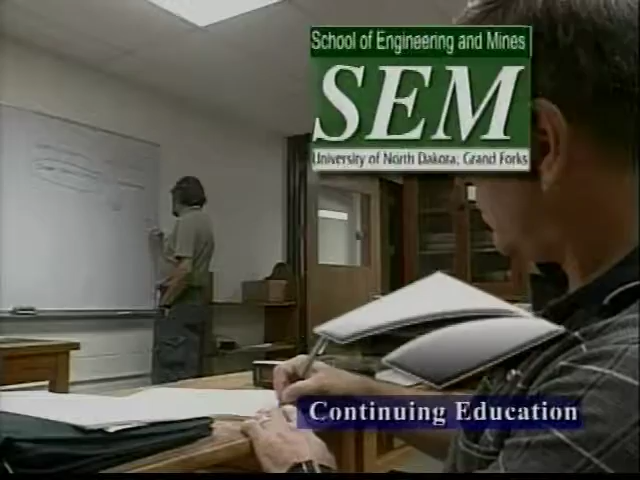 School of Engineering and Mines
SEM
University of North Dakota, Grand Forks
Continuing Education